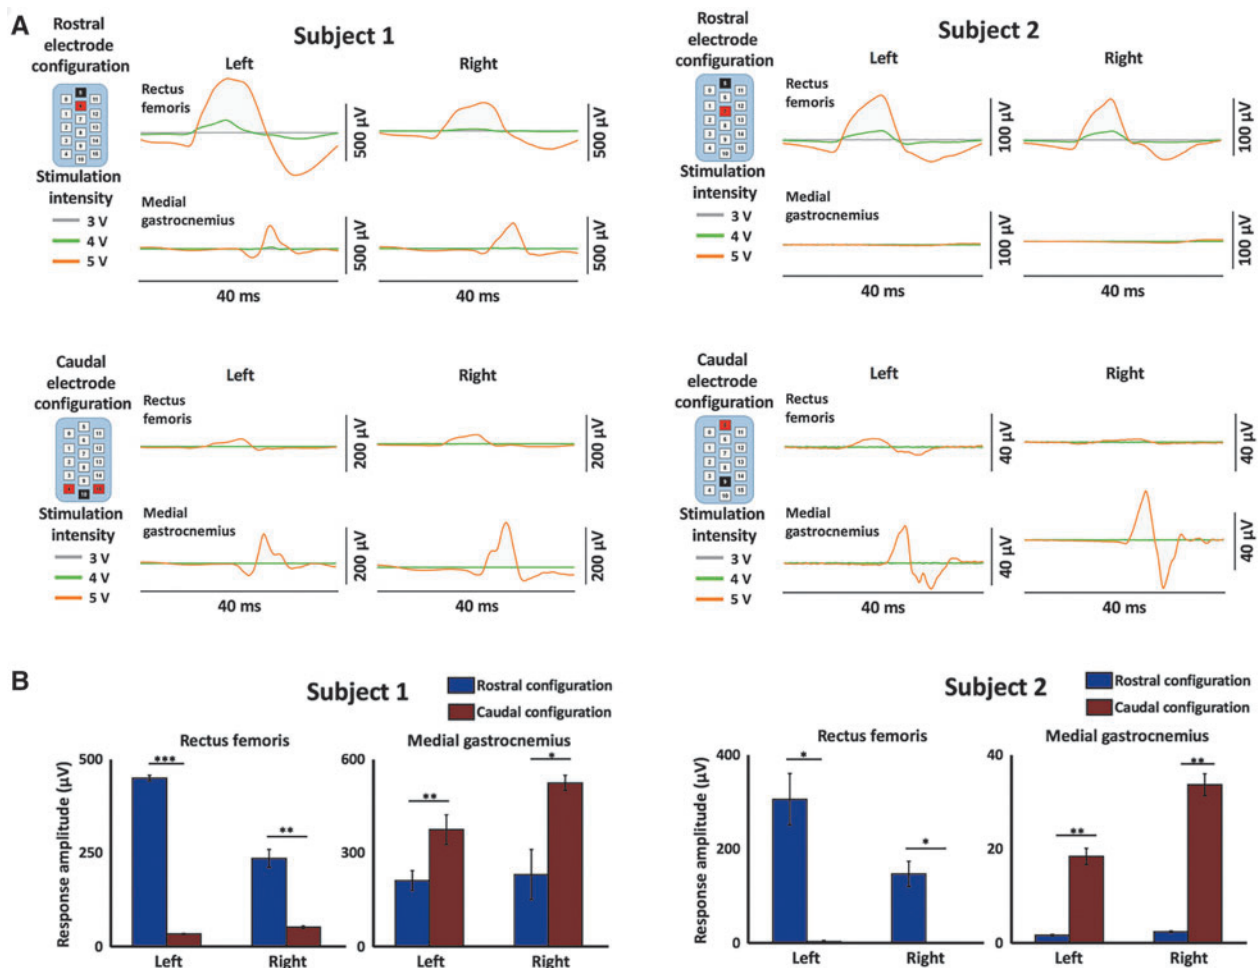 A
Subject 1
Rostral
electrode
configuration
Left
Right
Rectus
femoris
500 µV
500 µV
Stimulation
intensity
3 V
4 V
5 V
Medial
gastrocnemius
500 µV
500 µV
40 ms
40 ms
Caudal
electrode
configuration
Left
Right
Rectus
femoris
200 µV
200 µV
Stimulation
intensity
3 V
4 V
5 V
Medial
gastrocnemius
200 µV
200 µV
40 ms
40 ms
Subject 2
Rostral
electrode
configuration
Left
Right
Rectus
femoris
100 µV
100 µV
Stimulation
intensity
3 V
4 V
5 V
Medial
gastrocnemius
100 µV
100 µV
40 ms
40 ms
Caudal
electrode
configuration
Left
Right
Rectus
femoris
40 µV
40 µV
Stimulation
intensity
3 V
4 V
5 V
Medial
gastrocnemius
40 µV
40 µV
40 ms
40 ms
B
Subject 1
Rostral configuration
Caudal configuration
Rectus femoris
Response amplitude (µV)
500
250
0
***
**
Left
Right
Medial gastrocnemius
600
300
0
**
*
Left
Right
Subject 2
Rostral configuration
Caudal configuration
Rectus femoris
Response amplitude (µV)
400
200
0
*
*
Left
Right
Medial gastrocnemius
40
20
0
**
**
Left
Right